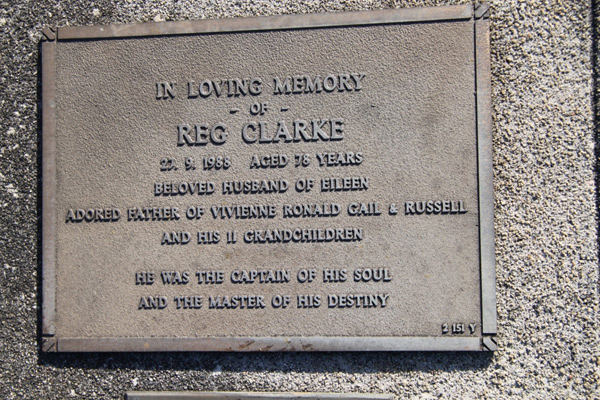 IN LOVING MEMORY
- OF -
REG CLARKE
27. 9. 1988 AGED 78 YEARS
BELOVED HUSBAND OF EILEEN
ADORED FATHER OF VIVIENNE RONALD GAIL & RUSSELL
AND HIS 11 GRANDCHILDREN
HE WAS THE CAPTAIN OF HIS SOUL
AND THE MASTER OF HIS DESTINY
2 151 Y